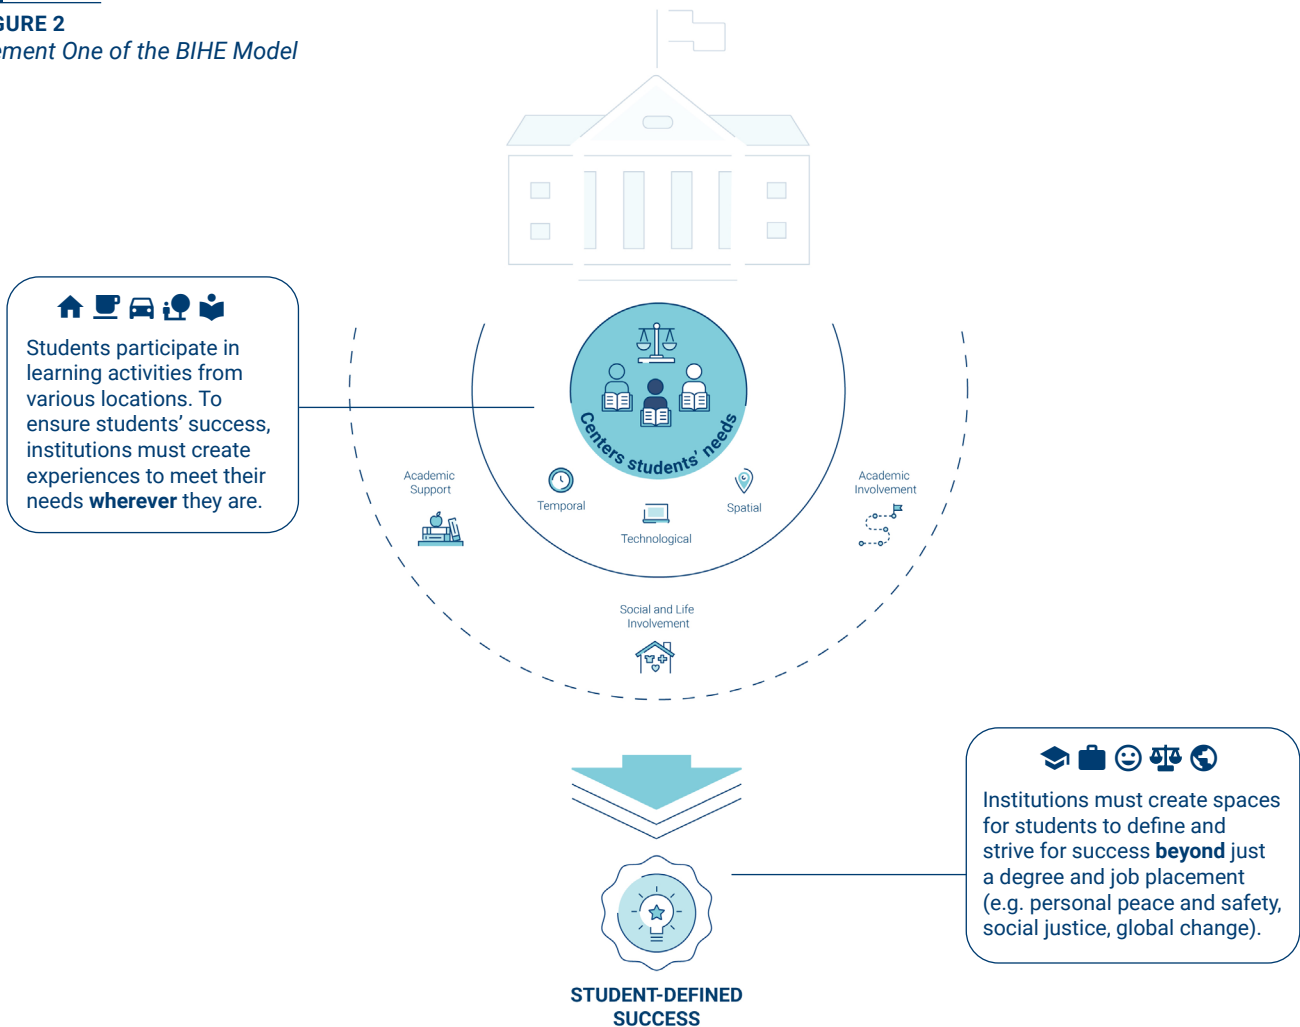 GURE 2
ement One of the BIHE Model
Students participate in
learning activities from
various locations. To
ensure students’ success,
institutions must create
experiences to meet their
needs wherever they are.
Centers students’ needs
Academic
Support
Temporal
Technological
Spatial
Academic
Involvement
Social and Life
Involvement
Institutions must create spaces
for students to define and
strive for success beyond just
a degree and job placement
(e.g. personal peace and safety,
social justice, global change).
STUDENT-DEFINED
SUCCESS